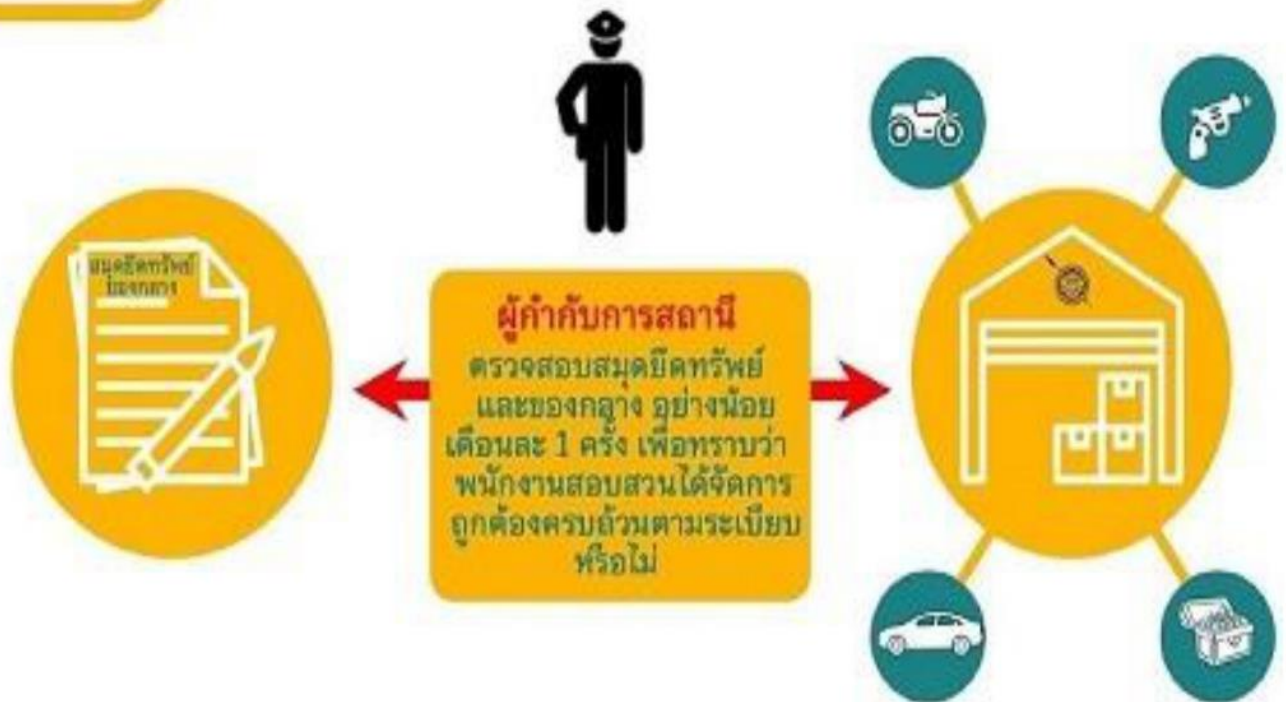 สมุดยึดทรัพย์
ของกลาง
ผู้กำกับการสถานี
ตรวจสอบสมุดยึดทรัพย์
และของกลาง อย่างน้อย
เดือนละ 1 ครั้ง เพื่อทราบว่า
พนักงานสอบสวนได้จัดการ
ถูกต้องครบถ้วนตามระเบียบ
หรือไม่